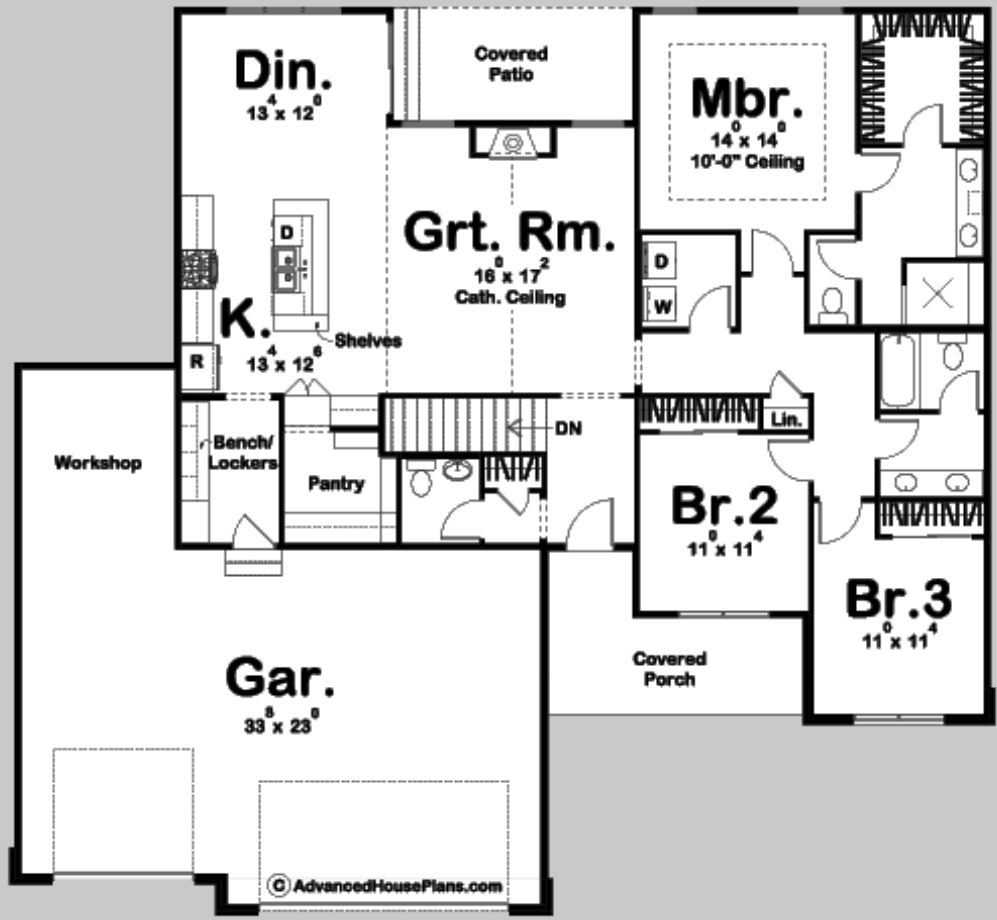 Din.
13⁴ x 12⁰
Covered
Patio
Mbr.
14⁰ x 14⁰
10'-0" Ceiling
D
Grt. Rm.
16⁰ x 17²
Cath. Ceiling
D
W
K.
13⁴ x 12⁶
Shelves
R
Workshop
Bench/
Lockers
Pantry
DN
Lin.
Br.2
11⁰ x 11⁴
Br.3
11⁰ x 11⁴
Covered
Porch
Gar.
33⁸ x 23⁰
© AdvancedHousePlans.com